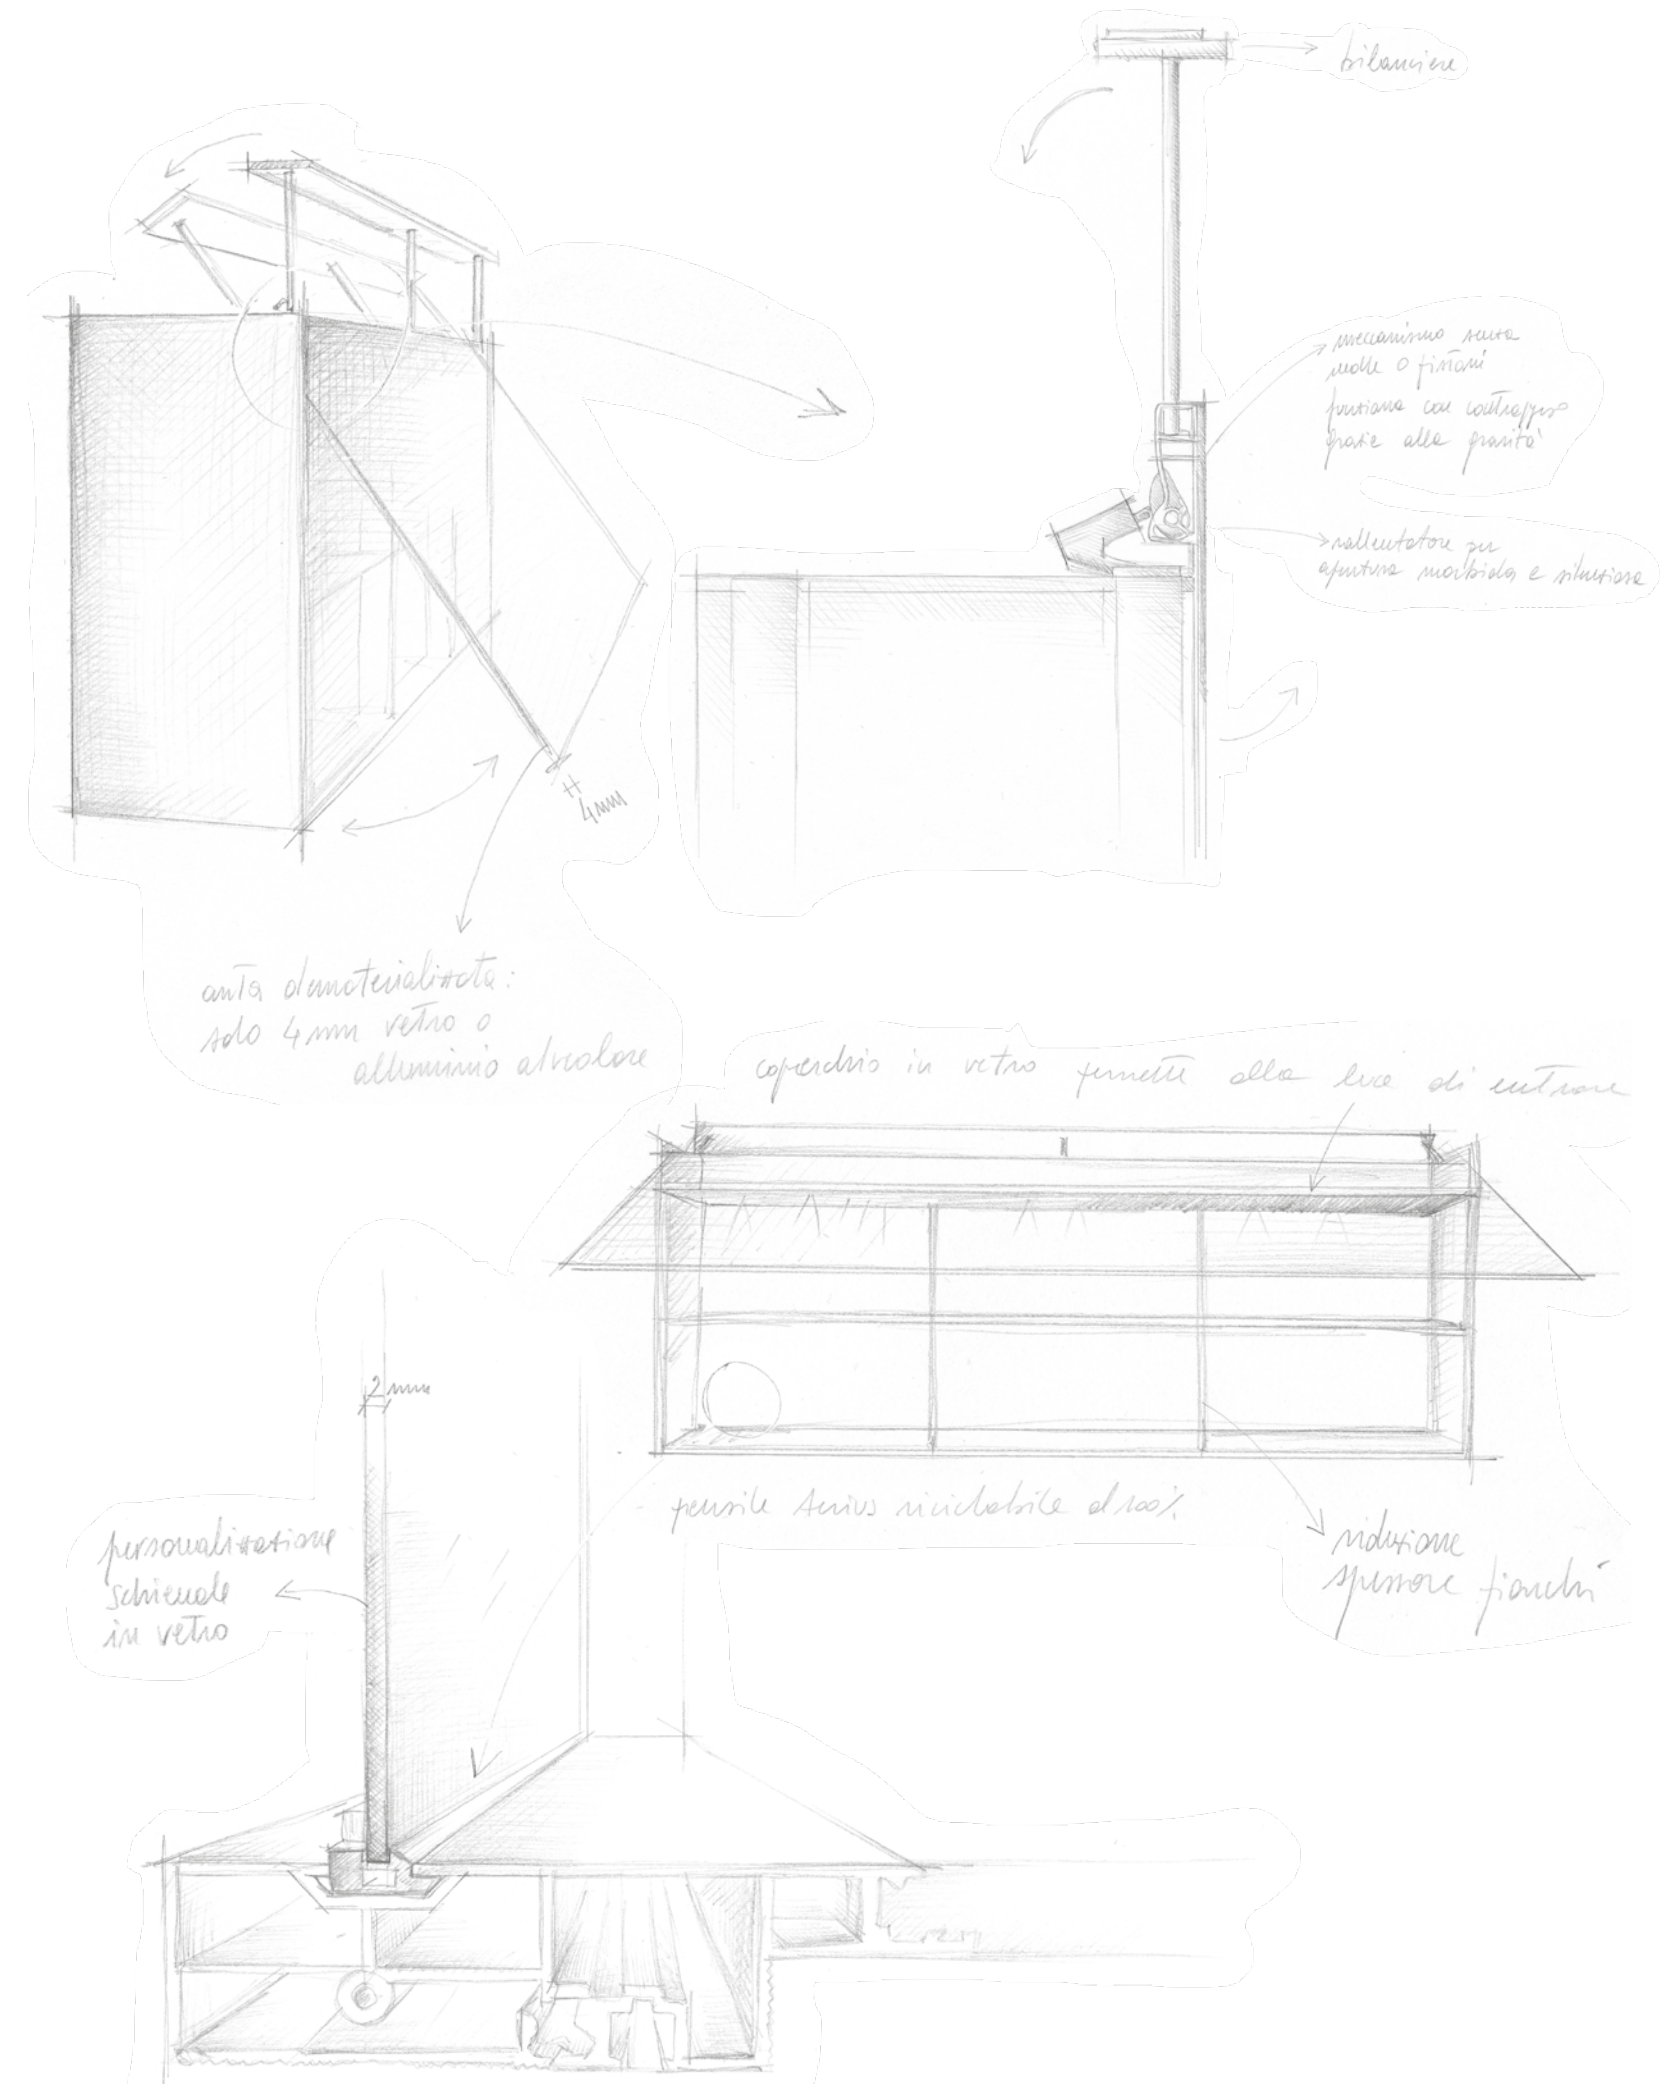 bilanciere
meccanismo senza
molle o pistoni
funziona con contrappeso
grazie alla gravità
rallentatore per
apertura morbida e silenziosa
4mm
anta dematerializzata:
solo 4mm vetro o
alluminio alveolare
coperchio in vetro permette alla luce di entrare
2mm
pensile riciclabile al 100%
personalizzazione
schienale
in vetro
riduzione
spessore fianchi